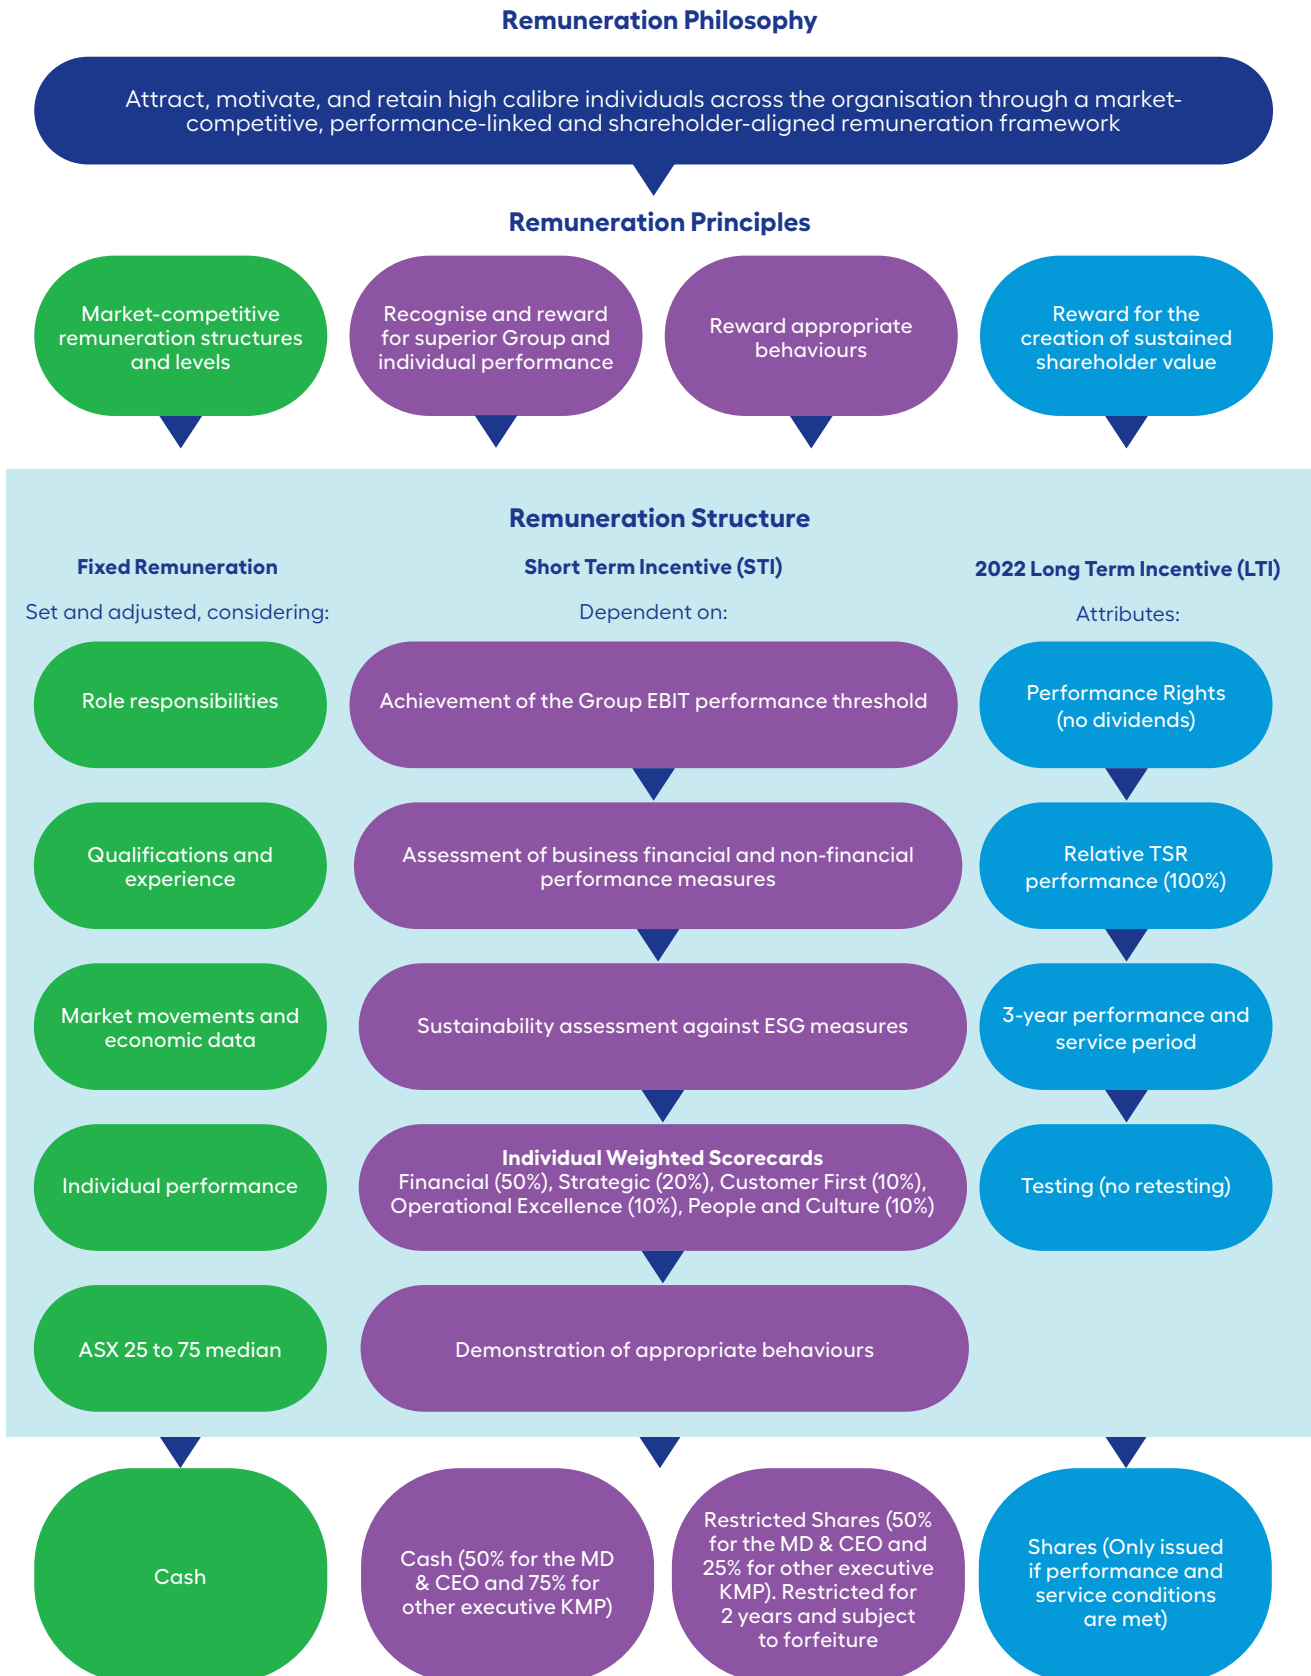 Remuneration Philosophy
Attract, motivate, and retain high calibre individuals across the organisation through a market-
competitive, performance-linked and shareholder-aligned remuneration framework
Remuneration Principles
Market-competitive
remuneration structures
and levels
Recognise and reward
for superior Group and
individual performance
Reward appropriate
behaviours
Reward for the
creation of sustained
shareholder value
Remuneration Structure
Fixed Remuneration
Set and adjusted, considering:
Role responsibilities
Qualifications and
experience
Market movements and
economic data
Individual performance
ASX 25 to 75 median
Cash
Short Term Incentive (STI)
Dependent on:
Achievement of the Group EBIT performance threshold
Assessment of business financial and non-financial
performance measures
Sustainability assessment against ESG measures
Individual Weighted Scorecards
Financial (50%), Strategic (20%), Customer First (10%),
Operational Excellence (10%), People and Culture (10%)
Demonstration of appropriate behaviours
Cash (50% for the MD
& CEO and 75% for
other executive KMP)
Restricted Shares (50%
for the MD & CEO and
25% for other executive
KMP). Restricted for
2 years and subject
to forfeiture
2022 Long Term Incentive (LTI)
Attributes:
Performance Rights
(no dividends)
Relative TSR
performance (100%)
3-year performance and
service period
Testing (no retesting)
Shares (Only issued
if performance and
service conditions
are met)